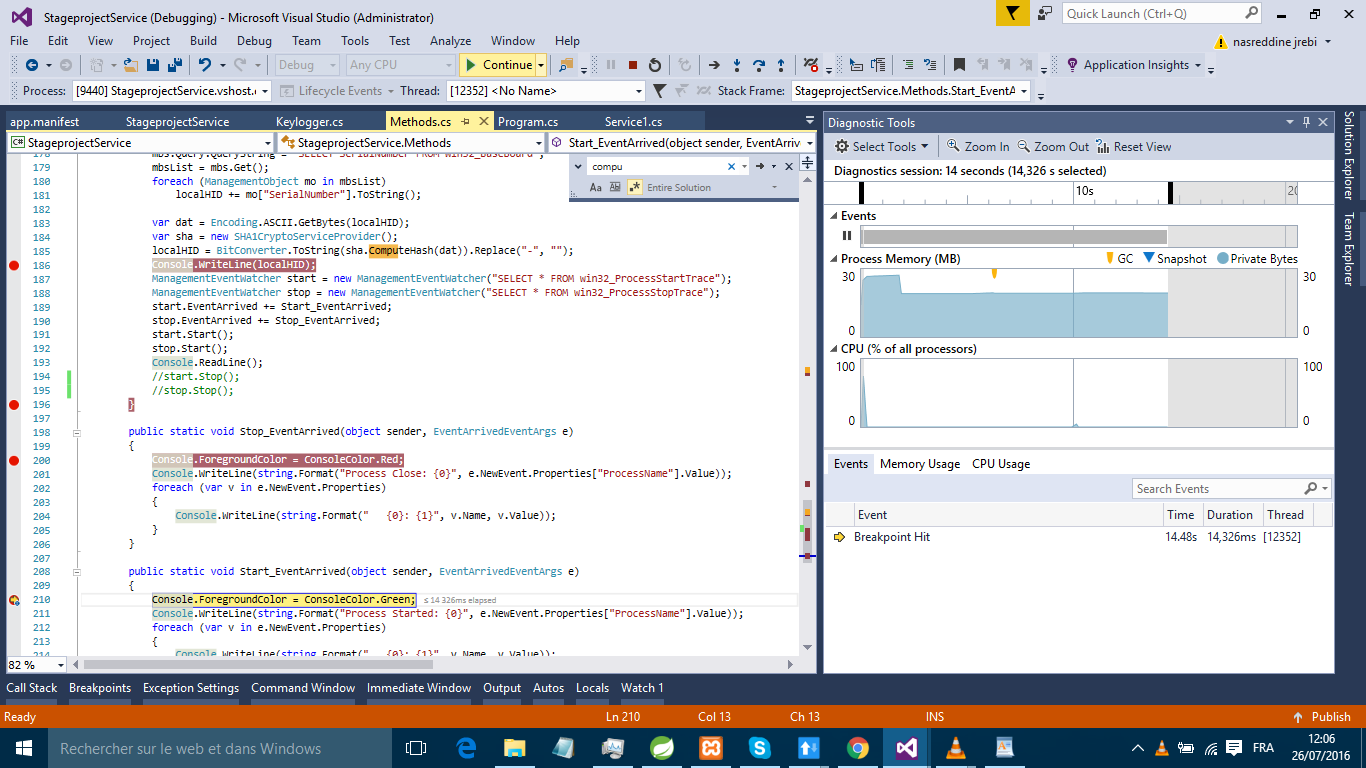 StageprojectService (Debugging) - Microsoft Visual Studio (Administrator)
Quick Launch (Ctrl+Q)
File Edit View Project Build Debug Team Tools Test Analyze Window Help
nasreddine jrebi
Debug Any CPU Continue Application Insights
Process: [9440] StageprojectService.vshost. Lifecycle Events Thread: [12352] <No Name> Stack Frame: StageprojectService.Methods.Start_EventA
app.manifest StageprojectService Keylogger.cs Methods.cs Program.cs Service1.cs
StageprojectService StageprojectService.Methods Start_EventArrived(object sender, EventArriv
compu
Aa Ab .* Entire Solution
178 mbs.Query.QueryString = "SELECT SerialNumber FROM Win32_BaseBoard";
179 mbsList = mbs.Get();
180 foreach (ManagementObject mo in mbsList)
181 localHID += mo["SerialNumber"].ToString();
182
183 var dat = Encoding.ASCII.GetBytes(localHID);
184 var sha = new SHA1CryptoServiceProvider();
185 localHID = BitConverter.ToString(sha.ComputeHash(dat)).Replace("-", "");
186 Console.WriteLine(localHID);
187 ManagementEventWatcher start = new ManagementEventWatcher("SELECT * FROM win32_ProcessStartTrace");
188 ManagementEventWatcher stop = new ManagementEventWatcher("SELECT * FROM win32_ProcessStopTrace");
189 start.EventArrived += Start_EventArrived;
190 stop.EventArrived += Stop_EventArrived;
191 start.Start();
192 stop.Start();
193 Console.ReadLine();
194 //start.Stop();
195 //stop.Stop();
196 }
197
198 public static void Stop_EventArrived(object sender, EventArrivedEventArgs e)
199 {
200 Console.ForegroundColor = ConsoleColor.Red;
201 Console.WriteLine(string.Format("Process Close: {0}", e.NewEvent.Properties["ProcessName"].Value));
202 foreach (var v in e.NewEvent.Properties)
203 {
204 Console.WriteLine(string.Format("   {0}: {1}", v.Name, v.Value));
205 }
206 }
207
208 public static void Start_EventArrived(object sender, EventArrivedEventArgs e)
209 {
210 Console.ForegroundColor = ConsoleColor.Green; ≤ 14 326ms elapsed
211 Console.WriteLine(string.Format("Process Started: {0}", e.NewEvent.Properties["ProcessName"].Value));
212 foreach (var v in e.NewEvent.Properties)
213 {
214 Console.WriteLine(string.Format("   {0}: {1}", v.Name, v.Value));
82 %
Diagnostic Tools
Select Tools Zoom In Zoom Out Reset View
Diagnostics session: 14 seconds (14,326 s selected)
10s 20
Events
Process Memory (MB) GC Snapshot Private Bytes
30 30
0 0
CPU (% of all processors)
100 100
0 0
Events Memory Usage CPU Usage
Search Events
Event Time Duration Thread
Breakpoint Hit 14.48s 14,326ms [12352]
Solution Explorer
Team Explorer
Call Stack Breakpoints Exception Settings Command Window Immediate Window Output Autos Locals Watch 1
Ready Ln 210 Col 13 Ch 13 INS Publish
Rechercher sur le web et dans Windows
FRA
12:06
26/07/2016